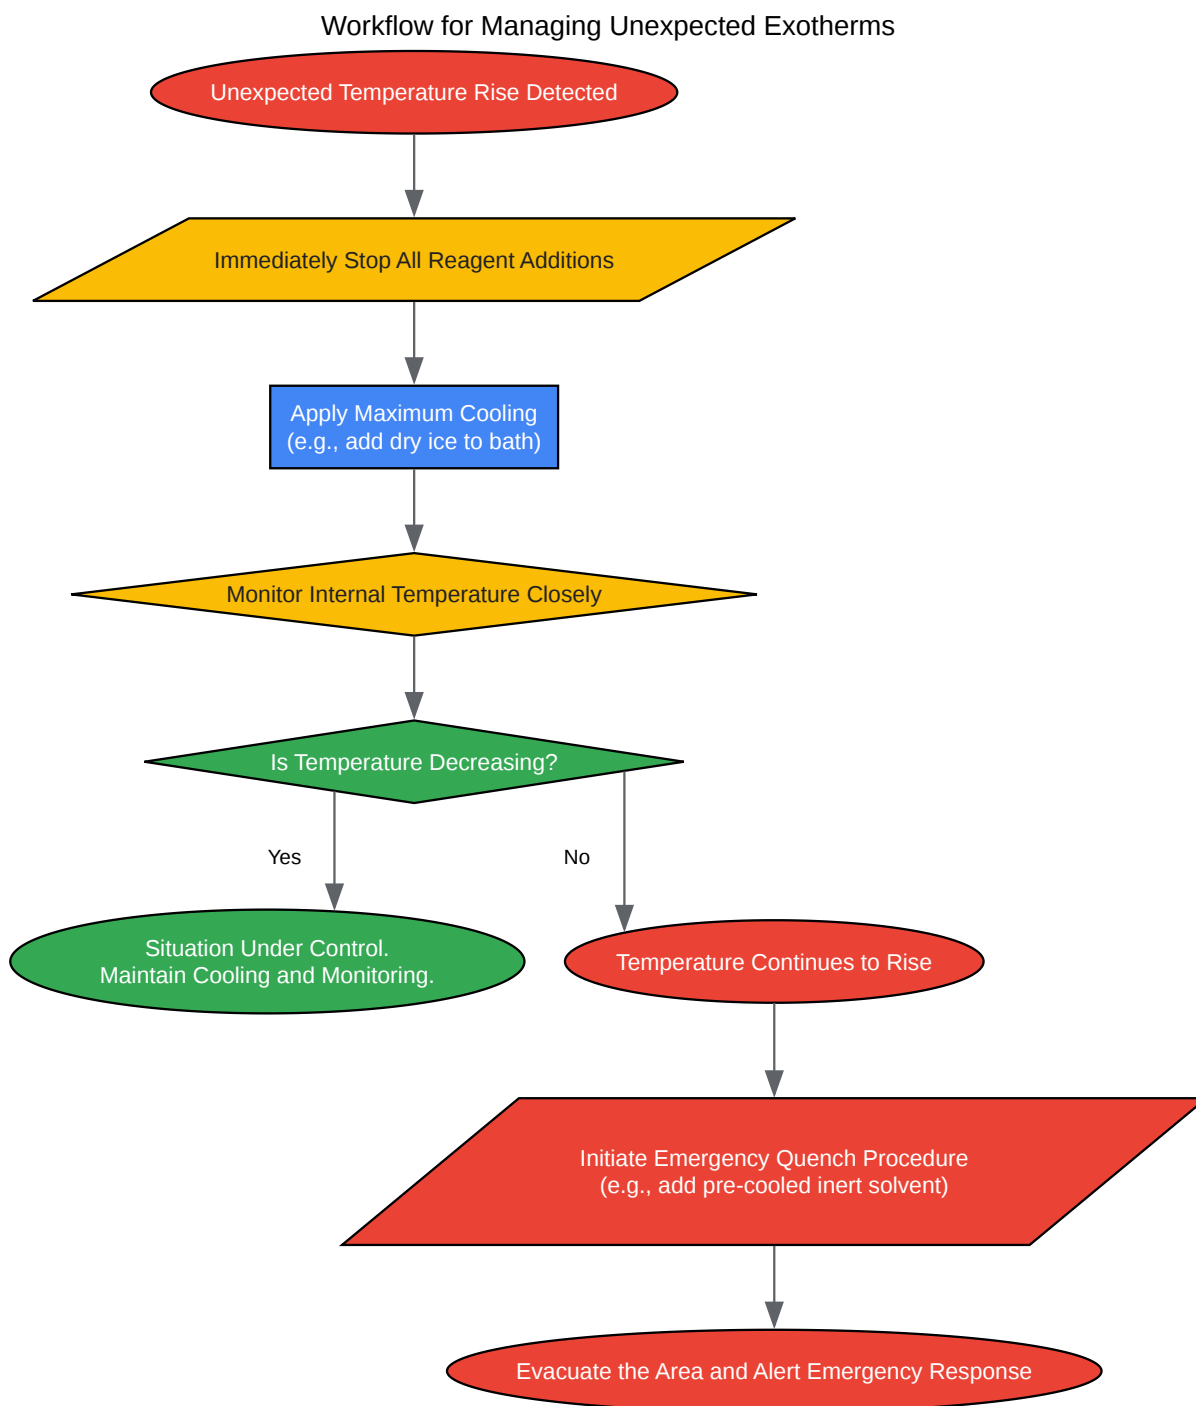 Workflow for Managing Unexpected Exotherms
Unexpected Temperature Rise Detected
Immediately Stop All Reagent Additions
Apply Maximum Cooling
(e.g., add dry ice to bath)
Monitor Internal Temperature Closely
Is Temperature Decreasing?
Yes
No
Situation Under Control.
Maintain Cooling and Monitoring.
Temperature Continues to Rise
Initiate Emergency Quench Procedure
(e.g., add pre-cooled inert solvent)
Evacuate the Area and Alert Emergency Response